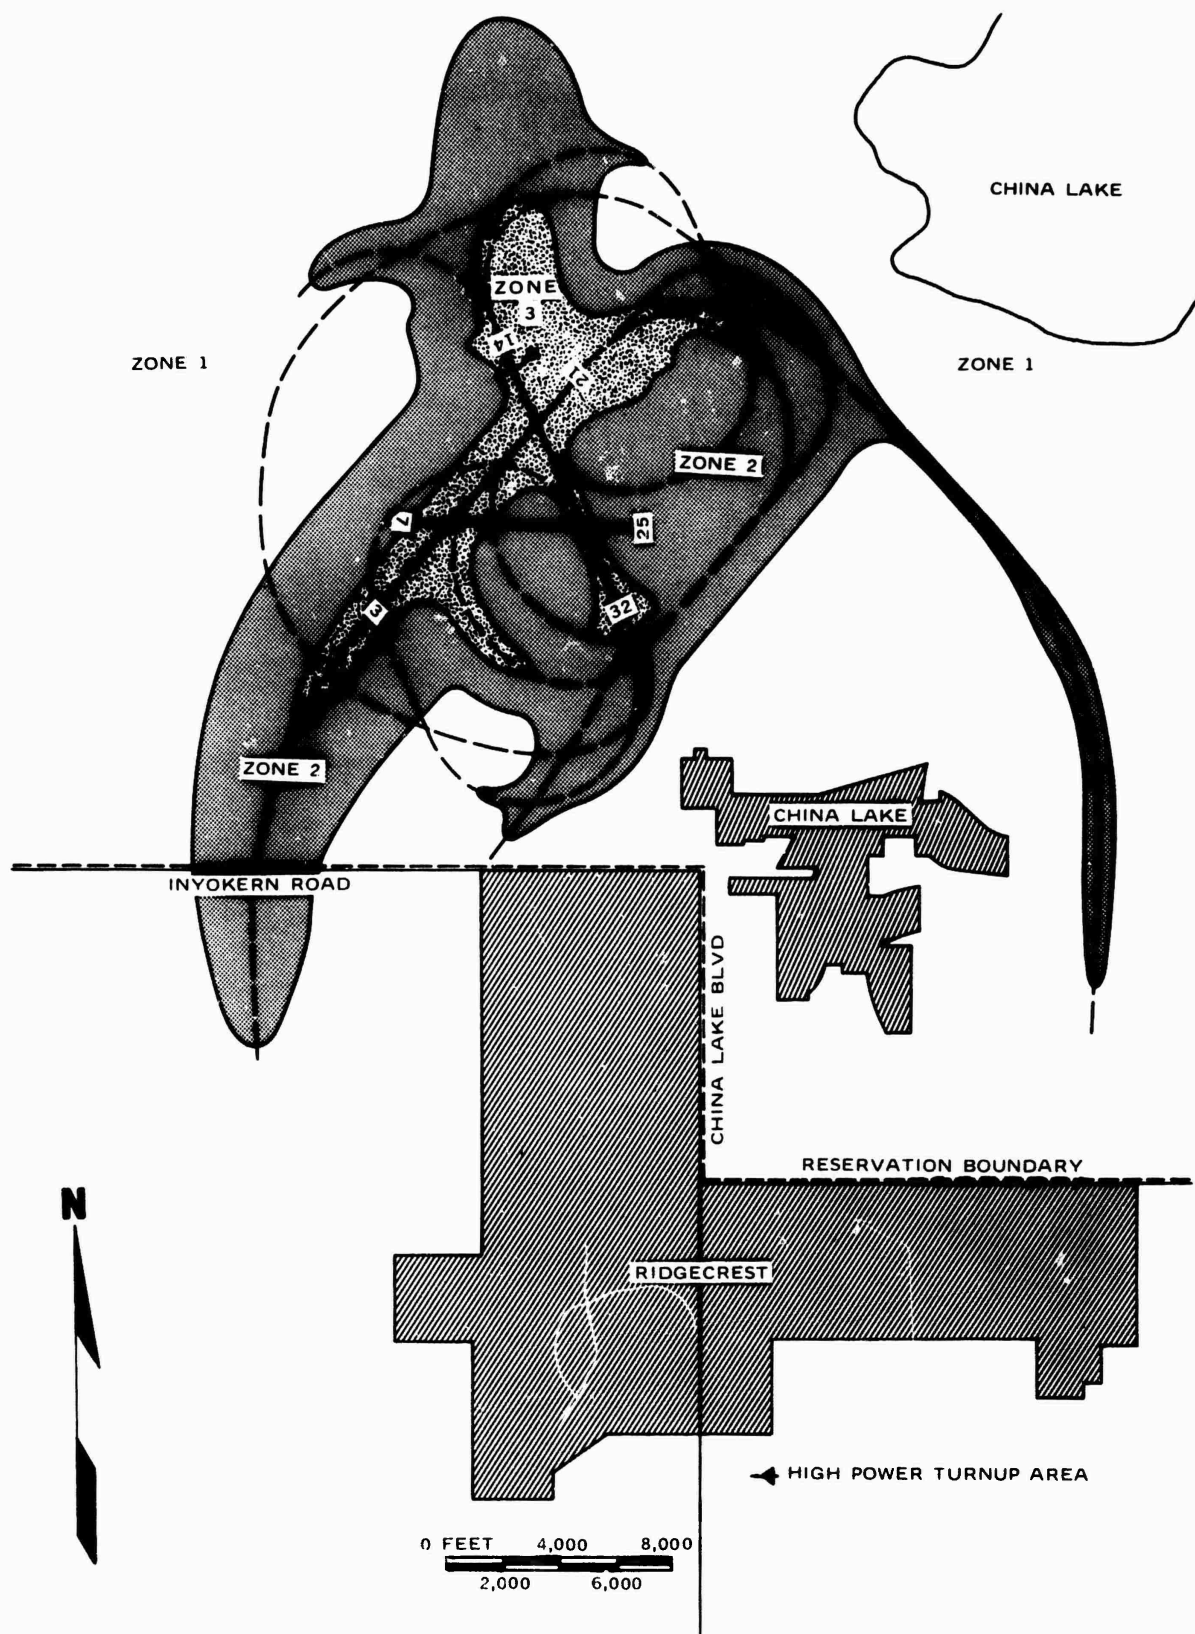 CHINA LAKE
ZONE
3
14
21
ZONE 1
ZONE 1
ZONE 2
7
25
3
32
ZONE 2
CHINA LAKE
INYOKERN ROAD
CHINA LAKE BLVD
RESERVATION BOUNDARY
N
RIDGECREST
HIGH POWER TURNUP AREA
0 FEET 4,000 8,000
2,000 6,000